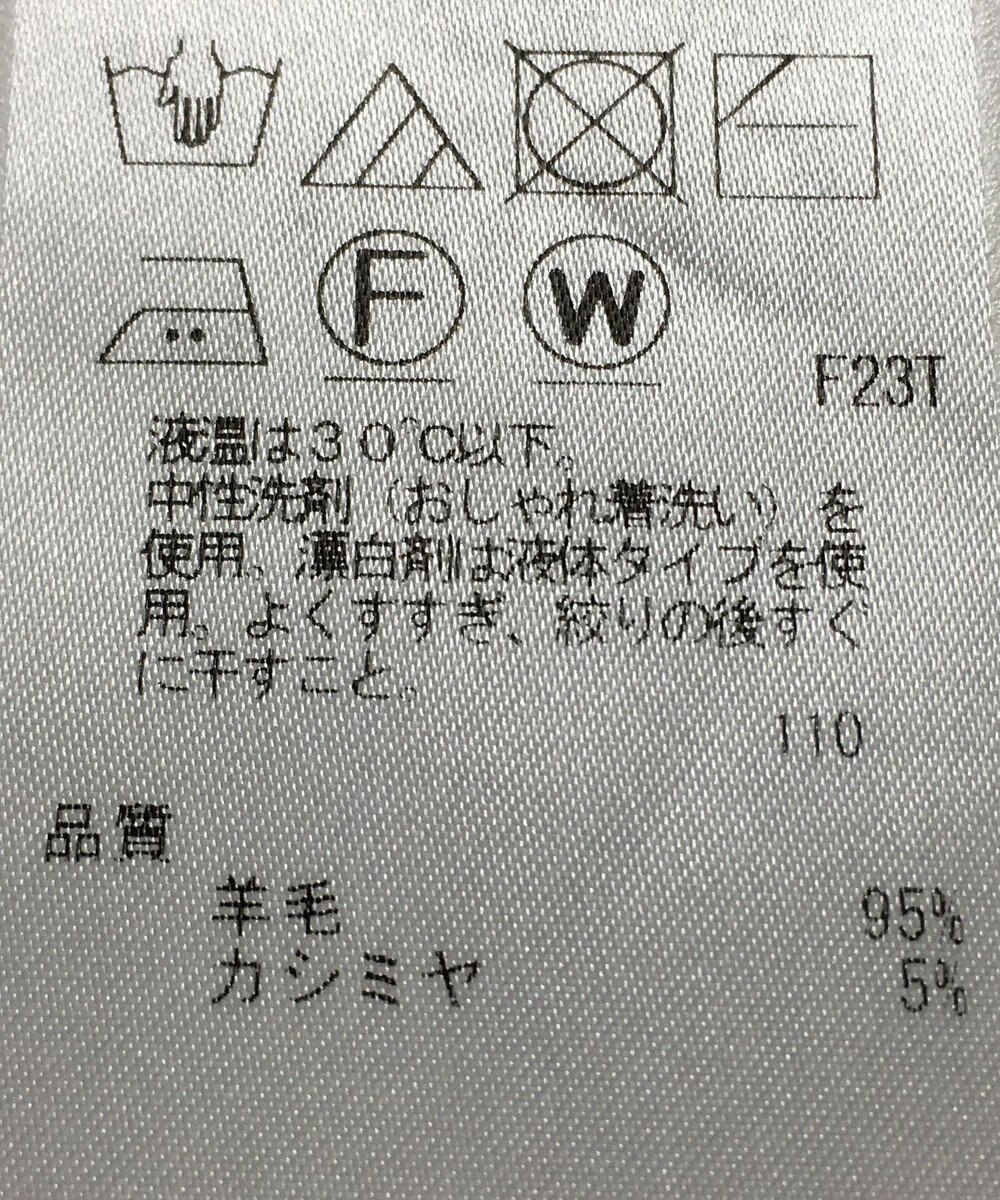 F W
F23T
液温は30℃以下。
中性洗剤（おしゃれ着洗い）を
使用、漂白剤は液体タイプを使
用。よくすすぎ、絞りの後すぐ
に干すこと。
110
品質
羊毛 95%
カシミヤ 5%